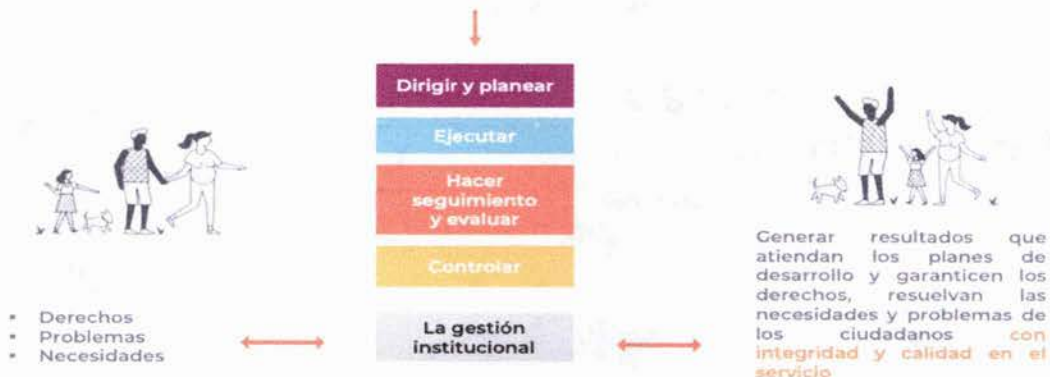 Dirigir y planear
Ejecutar
Hacer
seguimiento
y evaluar
Controlar
La gestión
institucional
▪ Derechos
▪ Problemas
▪ Necesidades
Generar resultados que
atiendan los planes de
desarrollo y garanticen los
derechos, resuelvan las
necesidades y problemas de
los ciudadanos con
integridad y calidad en el
servicio